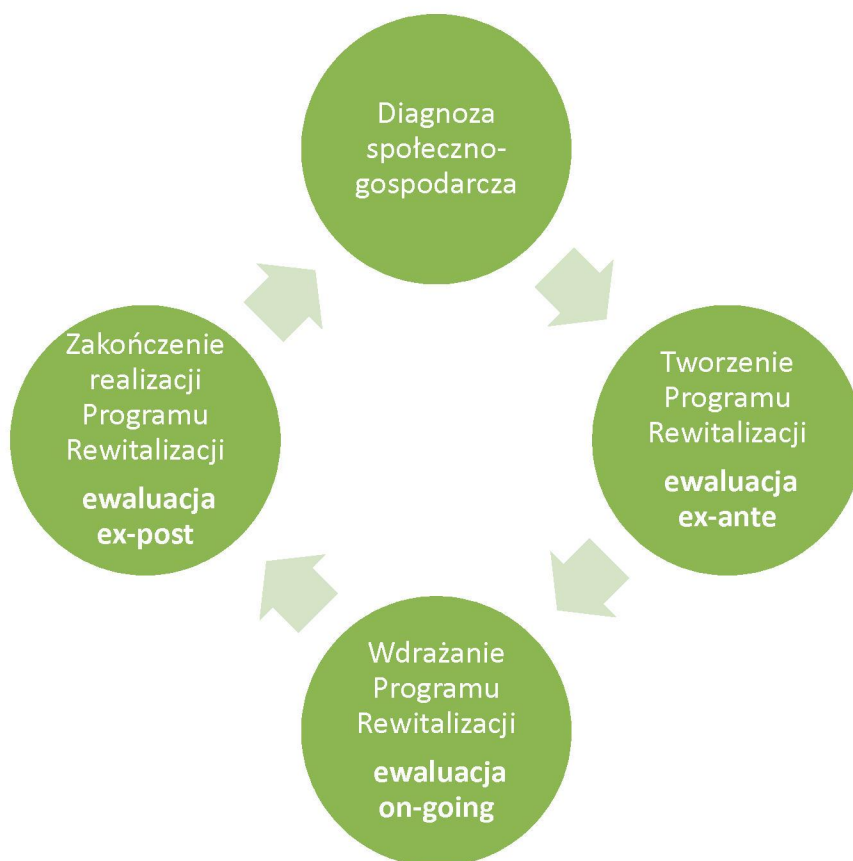 Diagnoza
społeczno-
gospodarcza
Tworzenie
Programu
Rewitalizacji
ewaluacja
ex-ante
Wdrażanie
Programu
Rewitalizacji
ewaluacja
on-going
Zakończenie
realizacji
Programu
Rewitalizacji
ewaluacja
ex-post